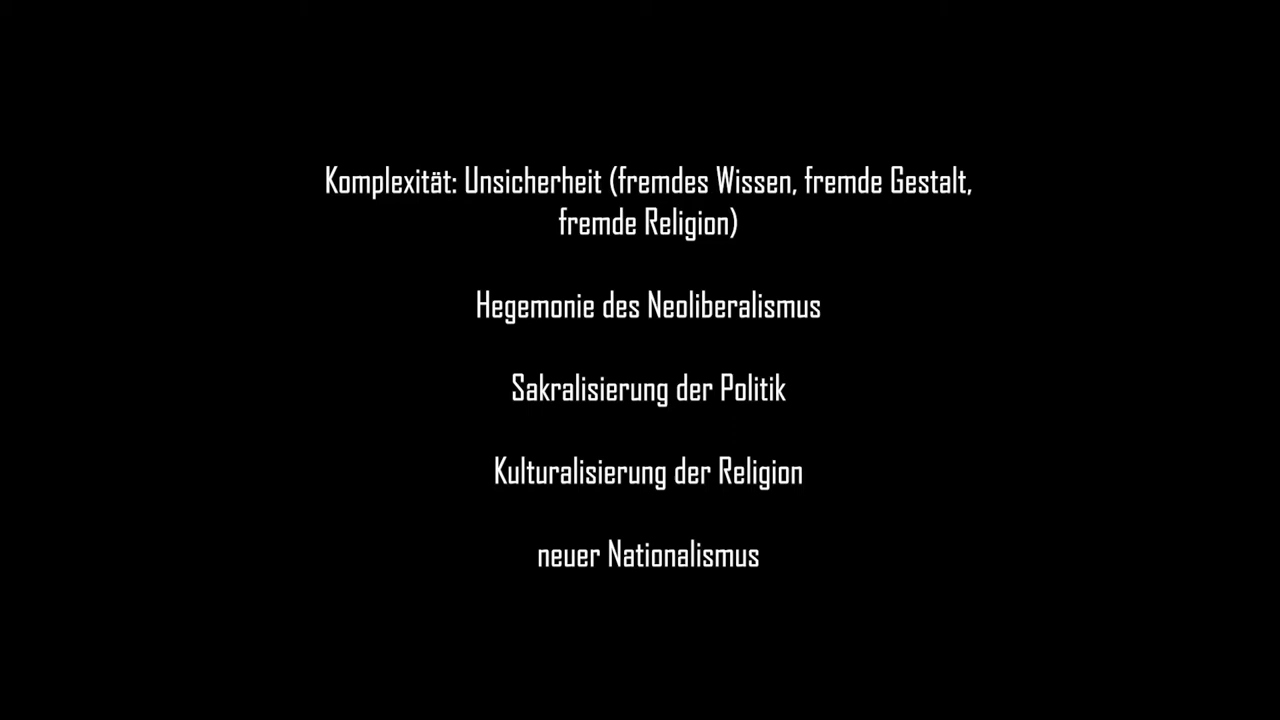 Komplexität: Unsicherheit (fremdes Wissen, fremde Gestalt,
fremde Religion)
Hegemonie des Neoliberalismus
Sakralisierung der Politik
Kulturalisierung der Religion
neuer Nationalismus